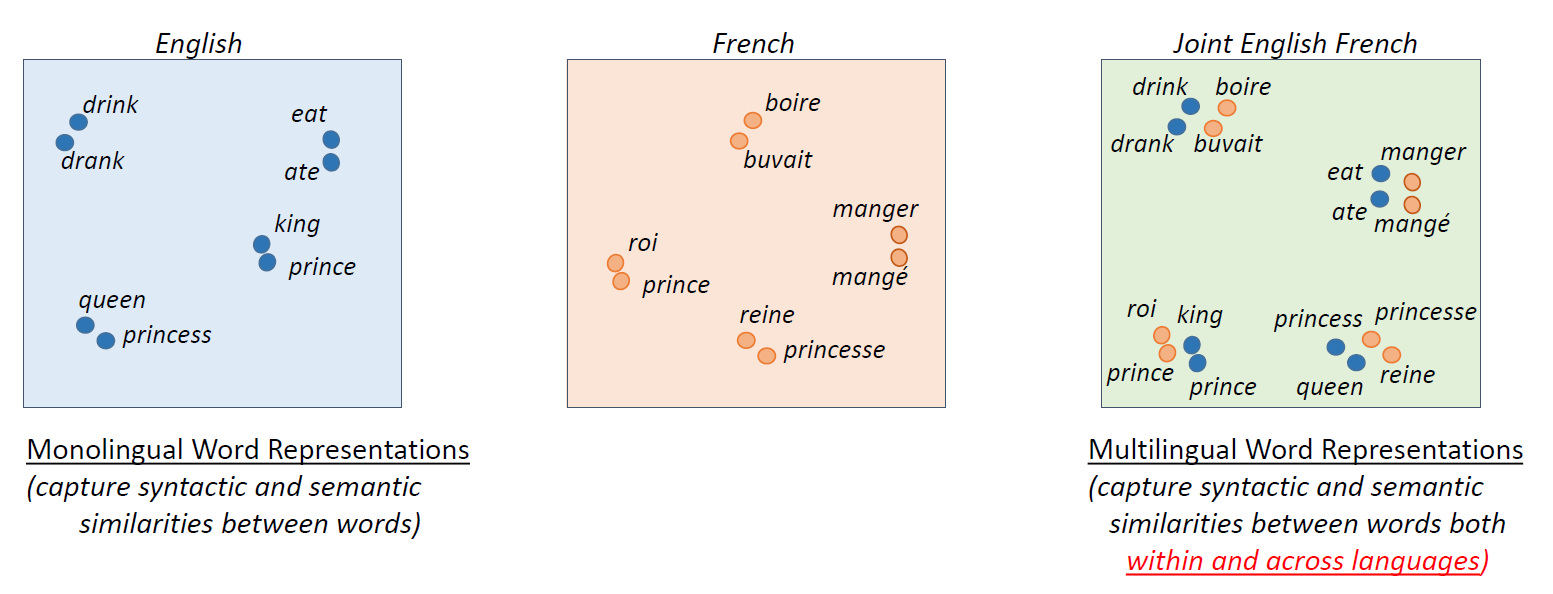 English
drink
drank
eat
ate
king
prince
queen
princess
French
boire
buvait
manger
mangé
roi
prince
reine
princesse
Joint English French
drink boire
drank buvait
manger
eat
ate
mangé
roi king
prince
prince
princess princesse
queen reine
Monolingual Word Representations
(capture syntactic and semantic
similarities between words)
Multilingual Word Representations
(capture syntactic and semantic
similarities between words both
within and across languages)